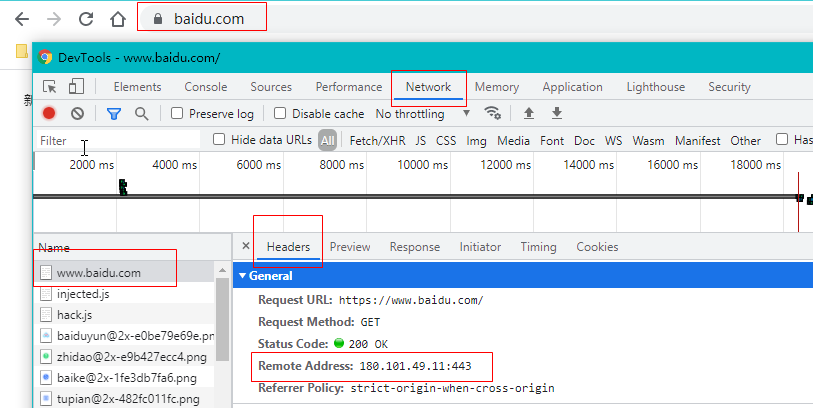 baidu.com
DevTools - www.baidu.com/
Elements Console Sources Performance Network Memory Application Lighthouse Security
Preserve log Disable cache No throttling
Filter Hide data URLs All Fetch/XHR JS CSS Img Media Font Doc WS Wasm Manifest Other Has
2000 ms 4000 ms 6000 ms 8000 ms 10000 ms 12000 ms 14000 ms 16000 ms 18000 ms
Name
× Headers Preview Response Initiator Timing Cookies
www.baidu.com
injected.js
hack.js
baiduyun@2x-e0be79e69e.pn
zhidao@2x-e9b427ecc4.png
baike@2x-1fe3db7fa6.png
tupian@2x-482fc011fc.png
General
Request URL: https://www.baidu.com/
Request Method: GET
Status Code: 200 OK
Remote Address: 180.101.49.11:443
Referrer Policy: strict-origin-when-cross-origin